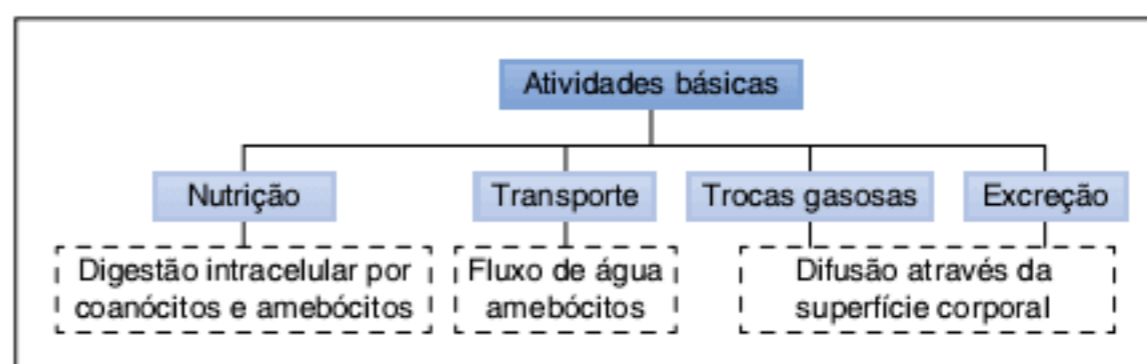 Atividades básicas
Nutrição
Transporte
Trocas gasosas
Excreção
Digestão intracelular por
coanócitos e amebócitos
Fluxo de água
amebócitos
Difusão através da
superfície corporal